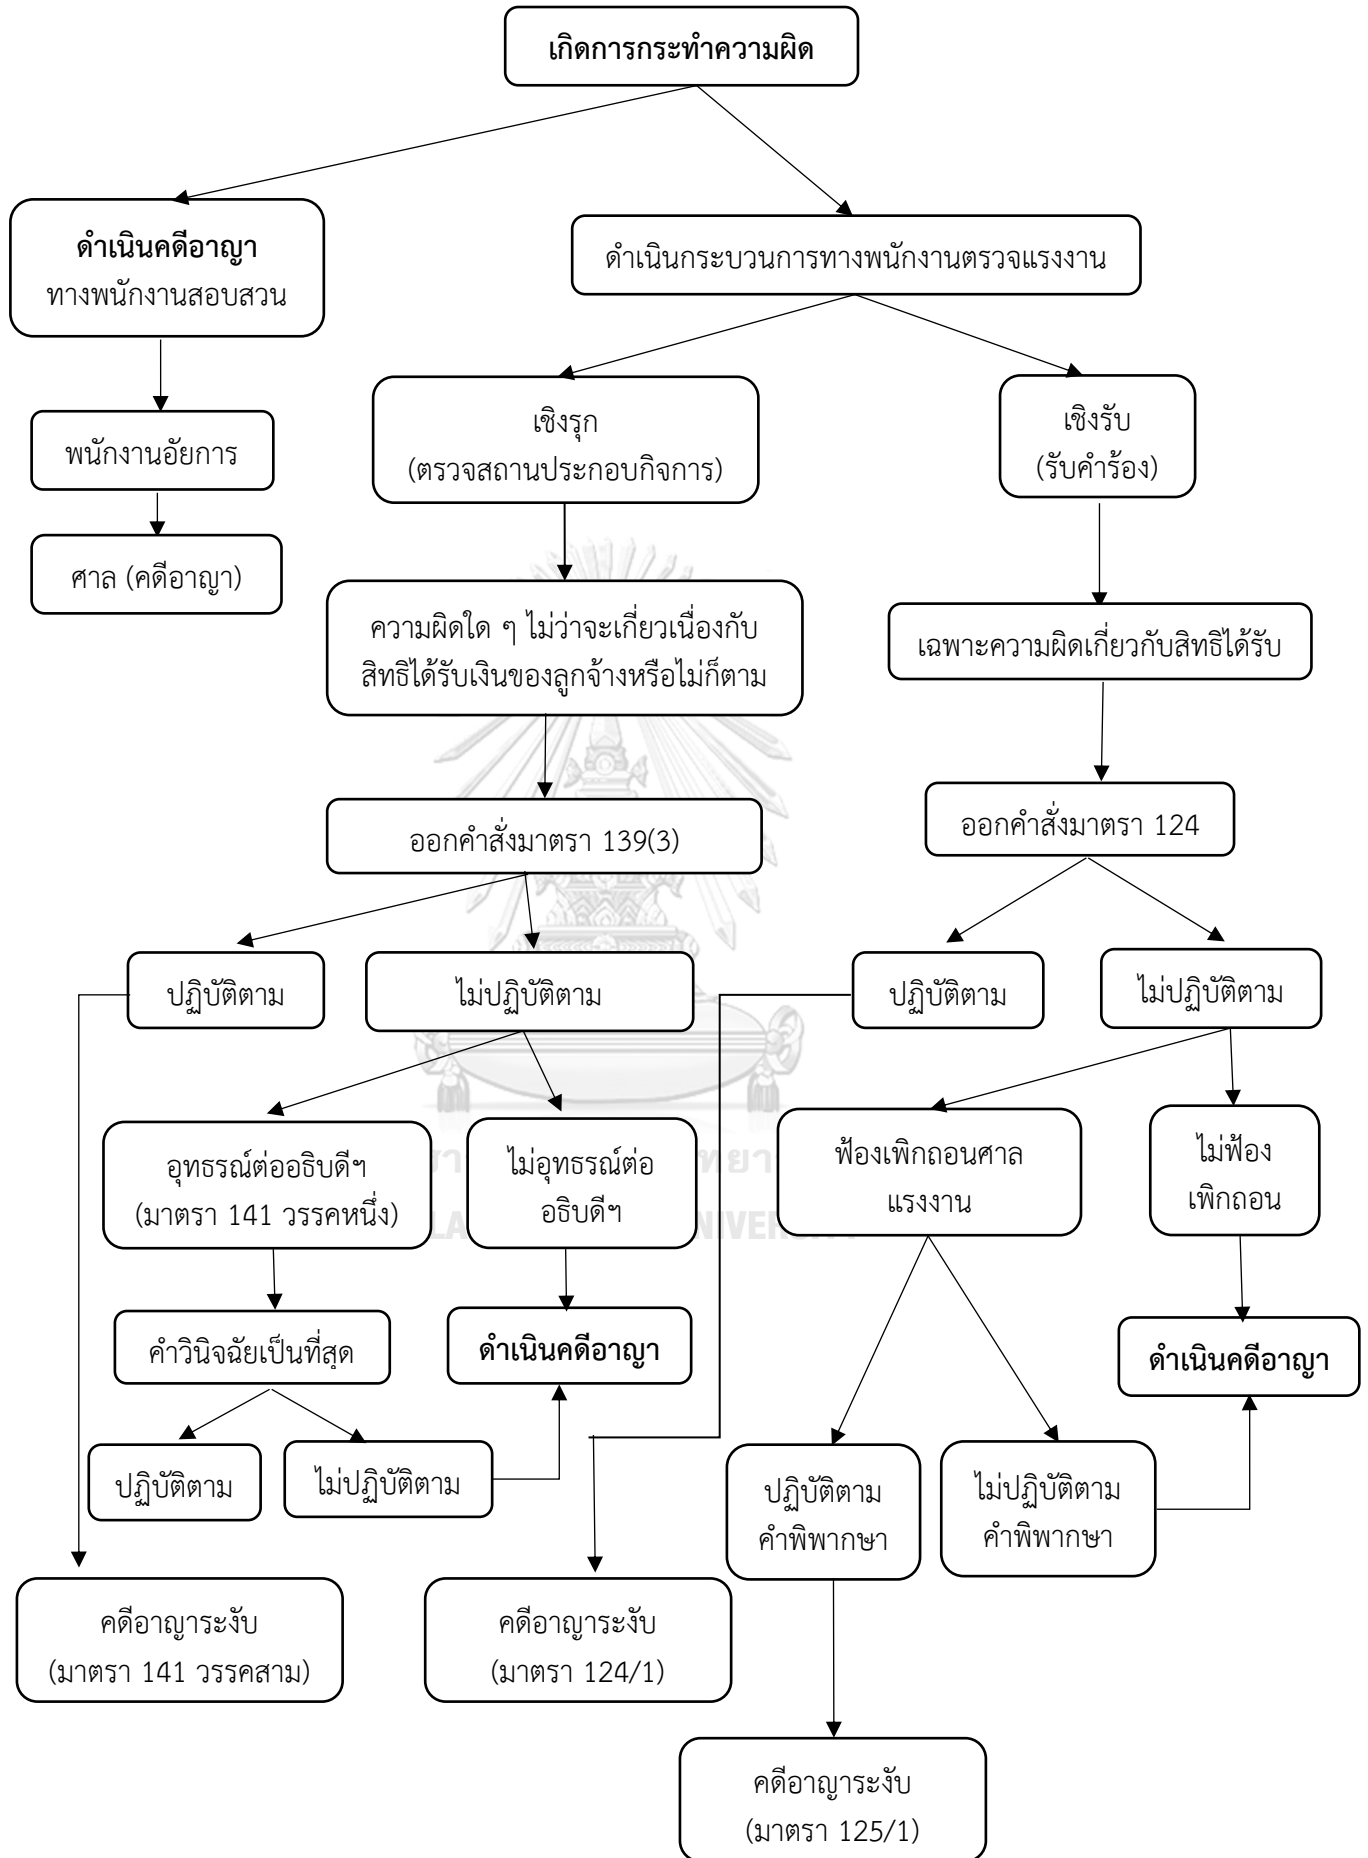 เกิดการกระทำความผิด
ดำเนินคดีอาญา
ทางพนักงานสอบสวน
ดำเนินกระบวนการทางพนักงานตรวจแรงงาน
พนักงานอัยการ
ศาล (คดีอาญา)
เชิงรุก
(ตรวจสถานประกอบกิจการ)
เชิงรับ
(รับคำร้อง)
ความผิดใด ๆ ไม่ว่าจะเกี่ยวเนื่องกับ
สิทธิได้รับเงินของลูกจ้างหรือไม่ก็ตาม
เฉพาะความผิดเกี่ยวกับสิทธิได้รับ
ออกคำสั่งมาตรา 139(3)
ออกคำสั่งมาตรา 124
ปฏิบัติตาม
ไม่ปฏิบัติตาม
ปฏิบัติตาม
ไม่ปฏิบัติตาม
อุทธรณ์ต่ออธิบดีฯ
(มาตรา 141 วรรคหนึ่ง)
ไม่อุทธรณ์ต่อ
อธิบดีฯ
ฟ้องเพิกถอนศาล
แรงงาน
ไม่ฟ้อง
เพิกถอน
คำวินิจฉัยเป็นที่สุด
ดำเนินคดีอาญา
ดำเนินคดีอาญา
ปฏิบัติตาม
ไม่ปฏิบัติตาม
ปฏิบัติตาม
คำพิพากษา
ไม่ปฏิบัติตาม
คำพิพากษา
คดีอาญาระงับ
(มาตรา 141 วรรคสาม)
คดีอาญาระงับ
(มาตรา 124/1)
คดีอาญาระงับ
(มาตรา 125/1)